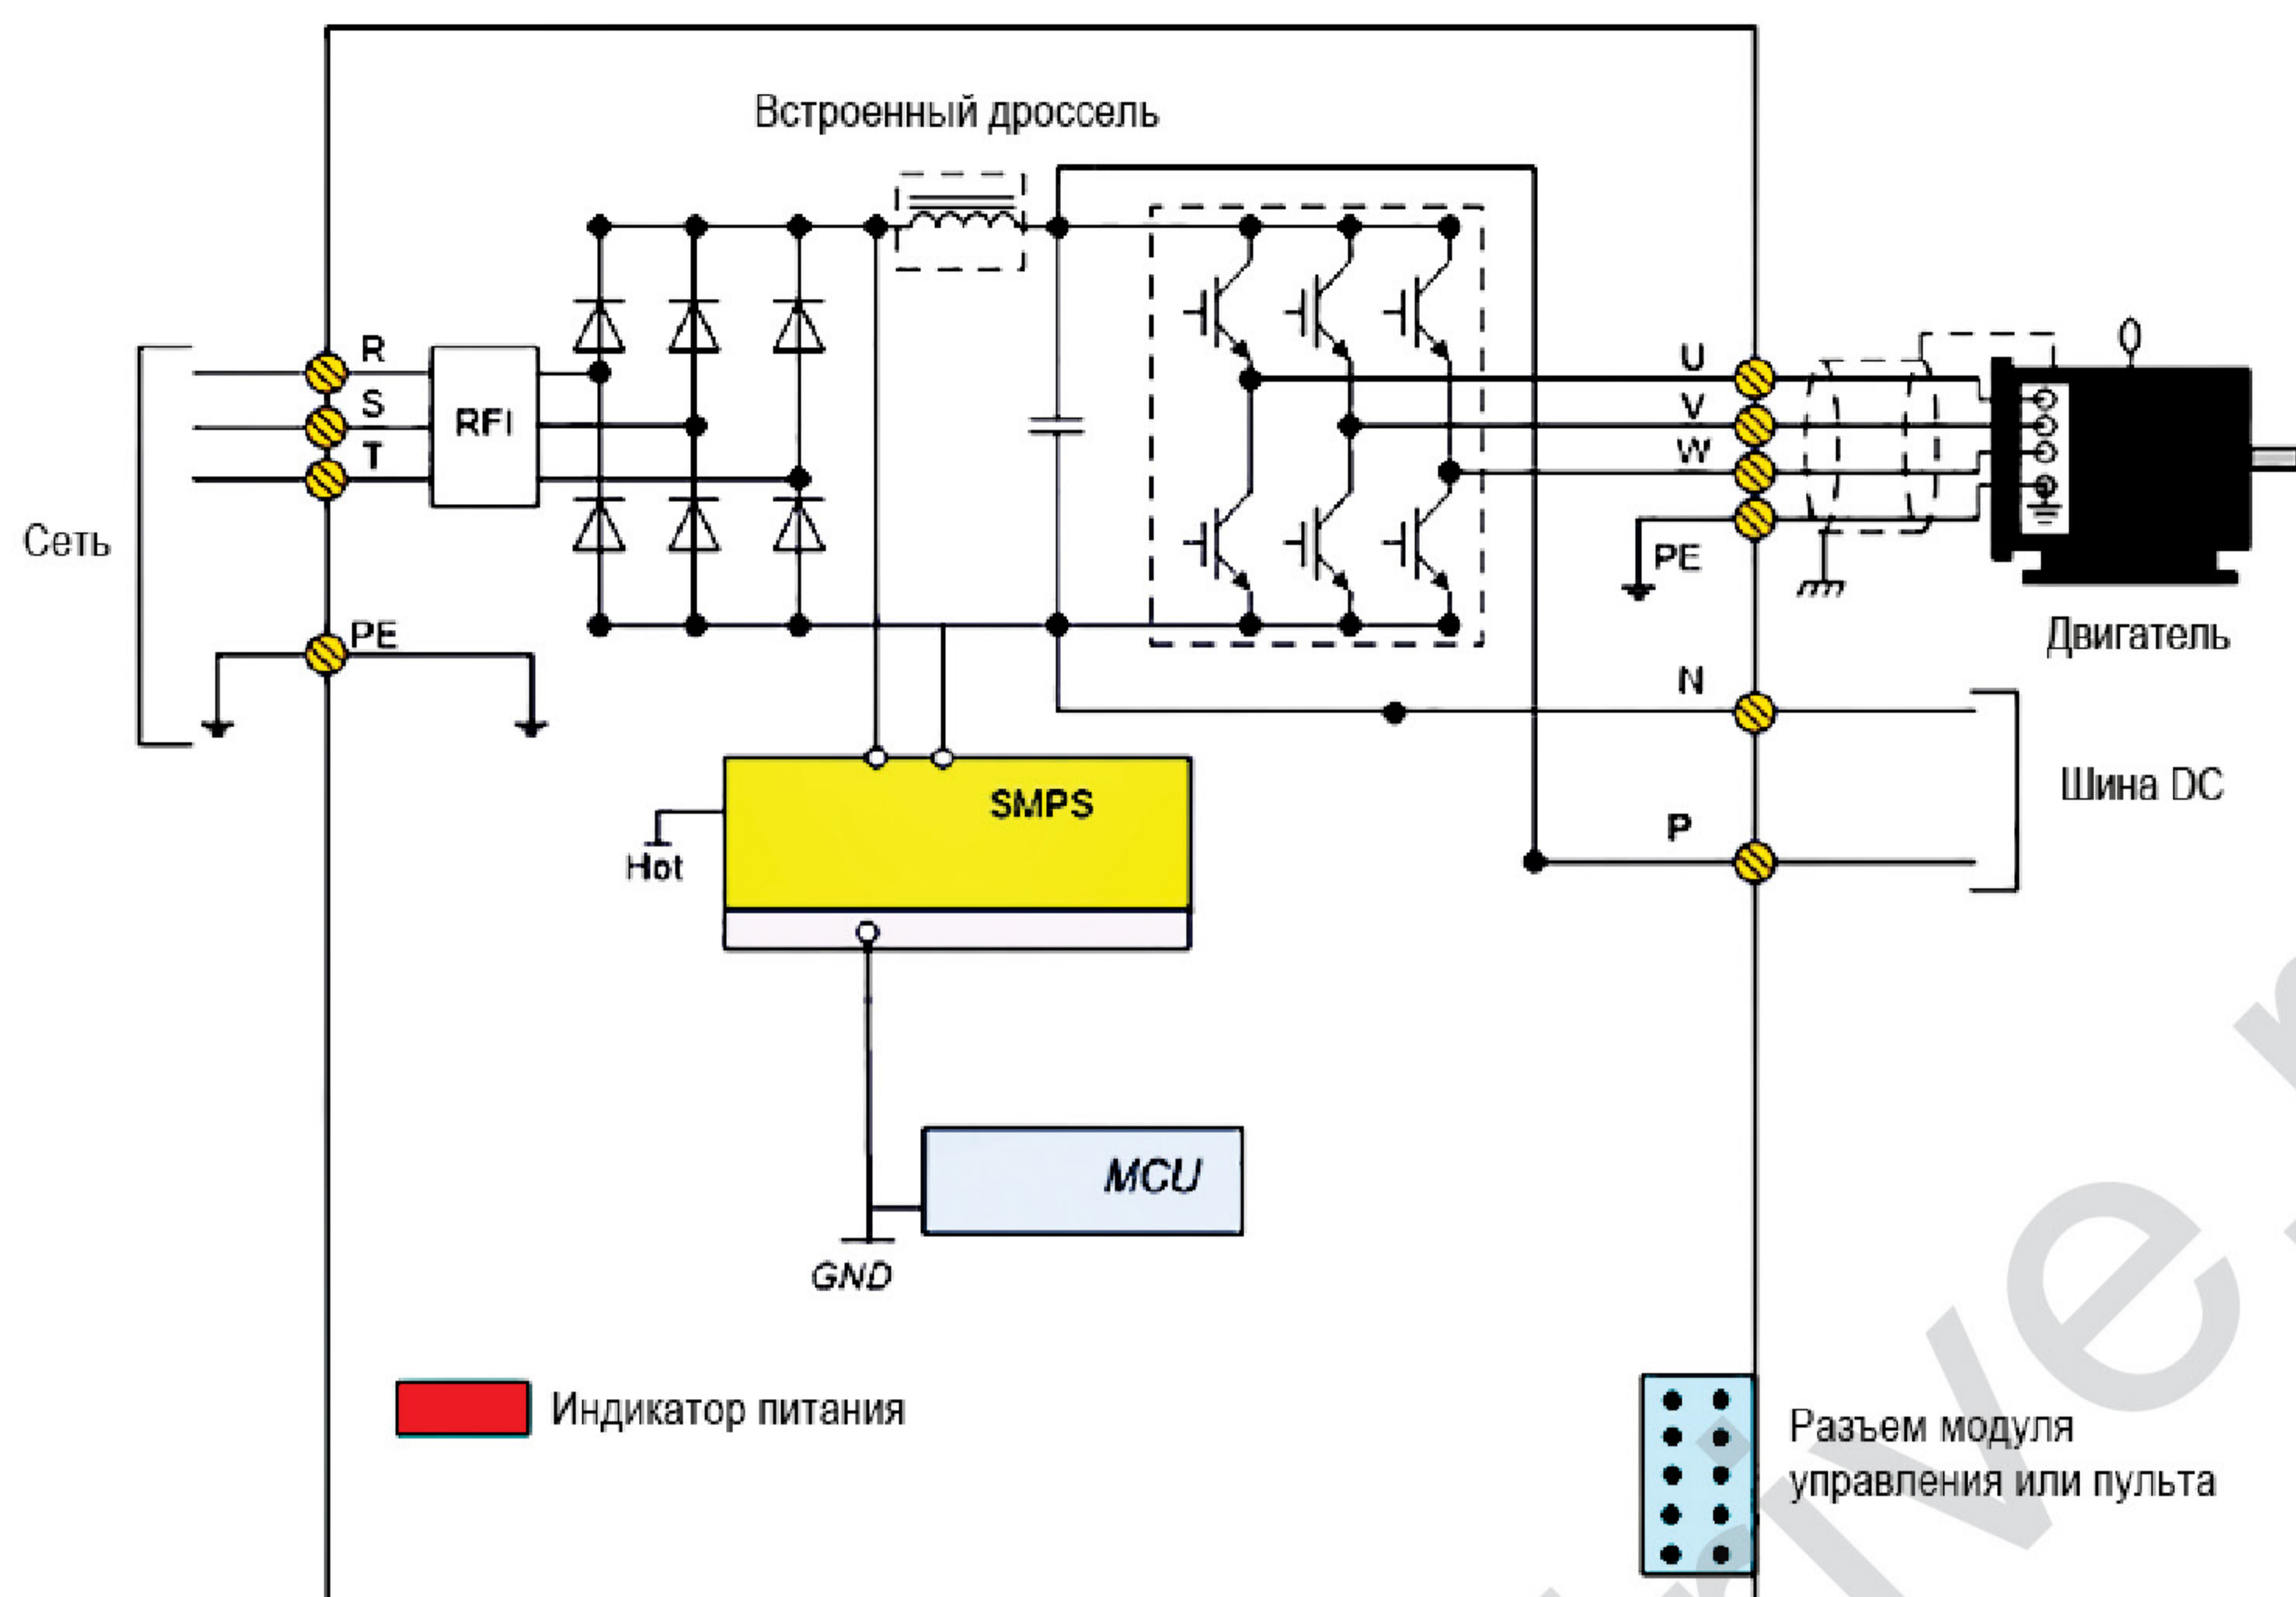 Встроенный дроссель
R
S
T
RFI
Сеть
PE
U
V
W
PE
Двигатель
N
Шина DC
P
SMPS
Hot
MCU
GND
Индикатор питания
Разъем модуля
управления или пульта